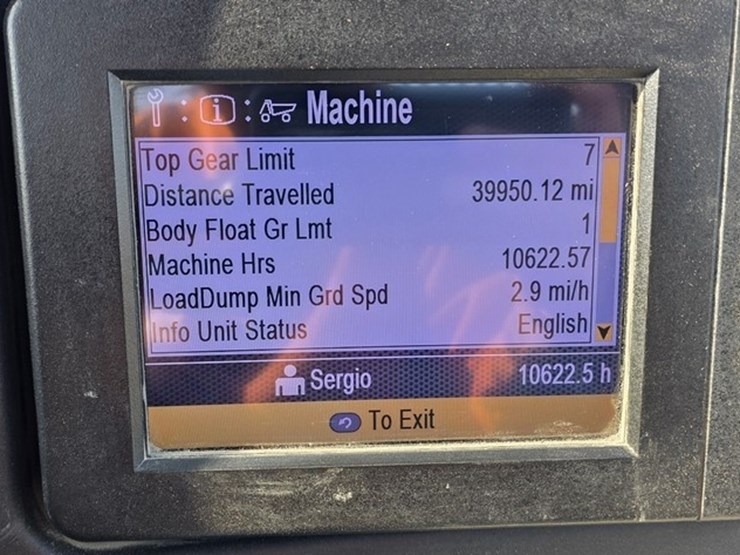 i : Machine
Top Gear Limit 7
Distance Travelled 39950.12 mi
Body Float Gr Lmt 1
Machine Hrs 10622.57
LoadDump Min Grd Spd 2.9 mi/h
Info Unit Status English
Sergio 10622.5 h
To Exit